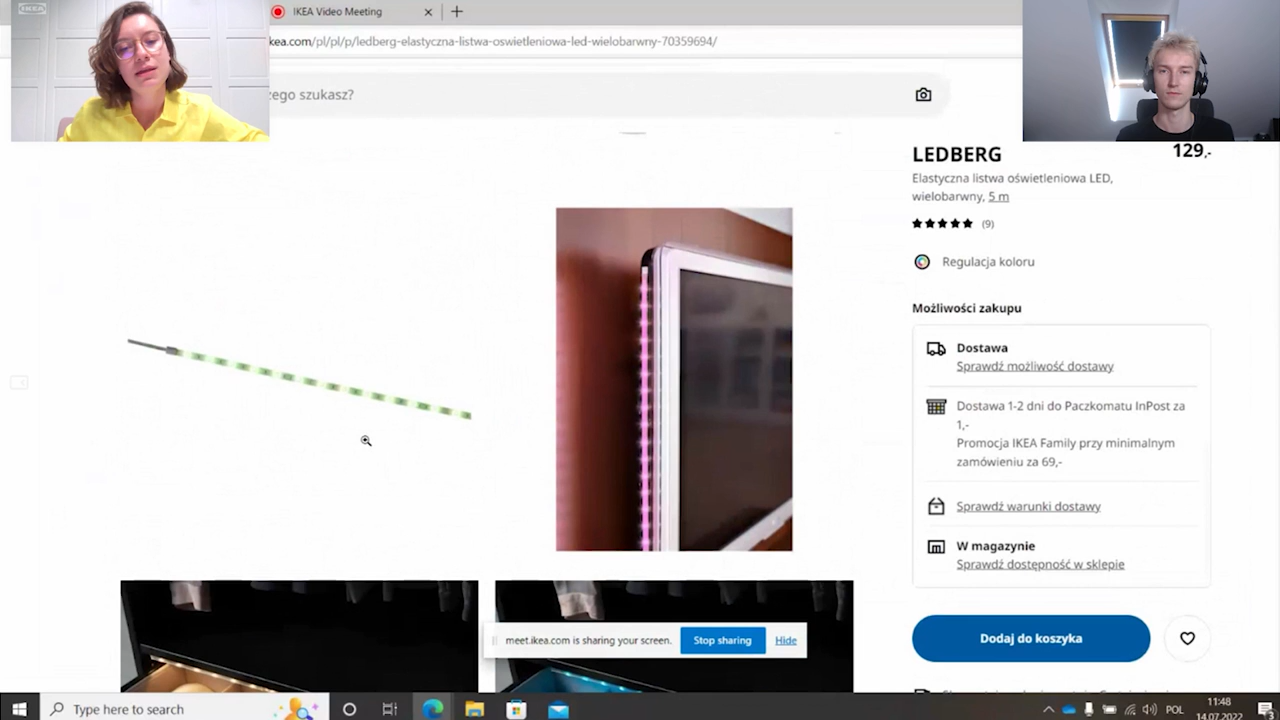 IKEA
IKEA Video Meeting
kea.com/pl/pl/p/ledberg-elastyczna-listwa-oswietleniowa-led-wielobarwny-70359694/
zego szukasz?
LEDBERG
129,-
Elastyczna listwa oświetleniowa LED,
wielobarwny, 5 m
(9)
Regulacja koloru
Możliwości zakupu
Dostawa
Sprawdź możliwość dostawy
Dostawa 1-2 dni do Paczkomatu InPost za
1,-
Promocja IKEA Family przy minimalnym
zamówieniu za 69,-
Sprawdź warunki dostawy
W magazynie
Sprawdź dostępność w sklepie
meet.ikea.com is sharing your screen.
Stop sharing
Hide
Dodaj do koszyka
Type here to search
POL
11:48
14.07.2022